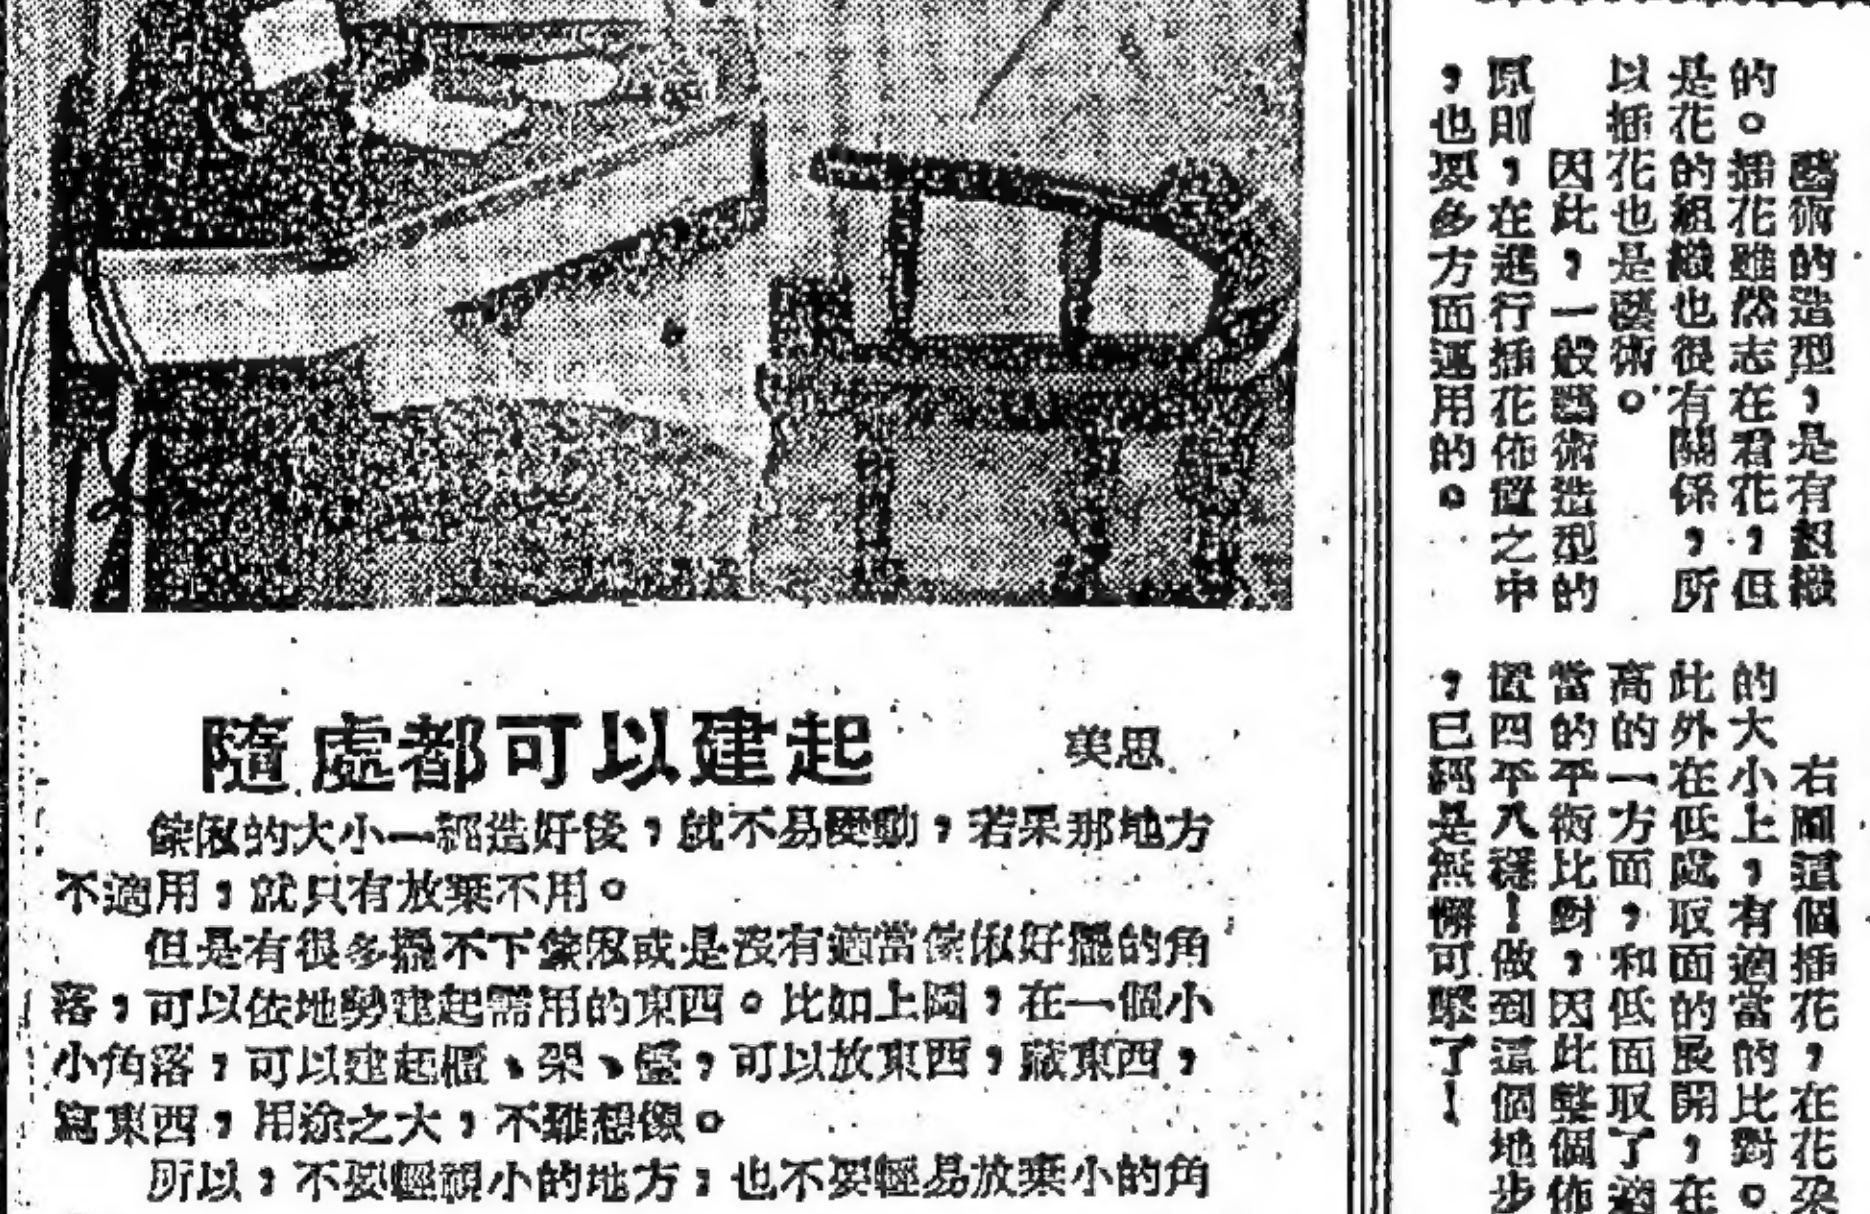 隨處都可以建起
美思
傢俬的大小一經造好後，就不易變動，若果那地方
不適用，就只有放棄不用。
但是有很多擺不下傢俬或是沒有適當傢俬好擺的角
落，可以依地勢建起需用的東西。比如上圖，在一個小
小角落，可以建起櫃、架、檯，可以放東西，藏東西，
寫東西，用途之大，不難想像。
所以，不要輕視小的地方，也不要輕易放棄小的角
藝術的造型，是有組織
的。插花雖然志在看花，但
是花的組織也很有關係，所
以插花也是藝術。
因此，一般藝術造型的
原則，在進行插花佈置之中
，也要多方面運用的。
右圖這個插花，在花朶
的大小上，有適當的比對。
此外在低處取面的展開，在
高的一方面，和低面取了適
當的平衡比對，因此整個佈
置四平八穩！做到這個地步
，已經是無懈可擊了！